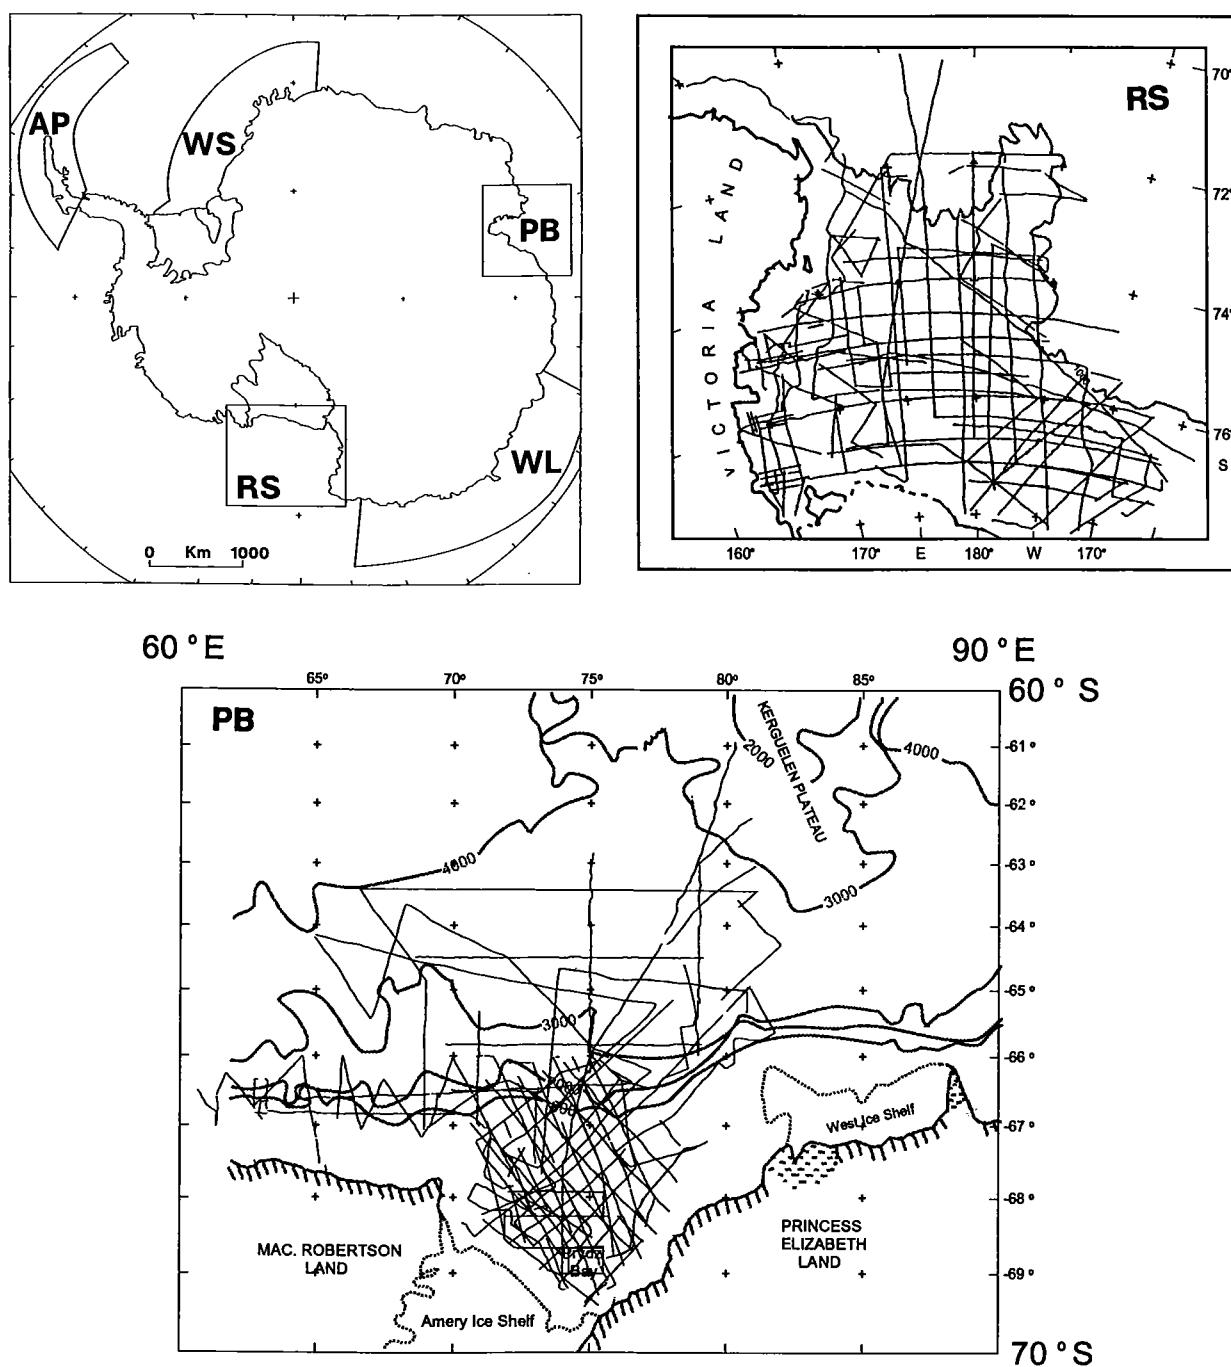 AP
WS
PB
WL
RS
0 Km 1000
RS
70°
72°
74°
76°
S
VICTORIA LAND
160° 170° E 180° W 170°
60 °E
90 °E
65° 70° 75° 80° 85°
60° S
PB
KERGUELEN PLATEAU
2000
4000
-61°
-62°
4000
-63°
3000
-64°
-65°
3000
-66°
West Ice Shelf
-67°
-68°
MAC. ROBERTSON
LAND
PRINCESS
ELIZABETH
LAND
Prydz
Bay
-69°
Amery Ice Shelf
70° S